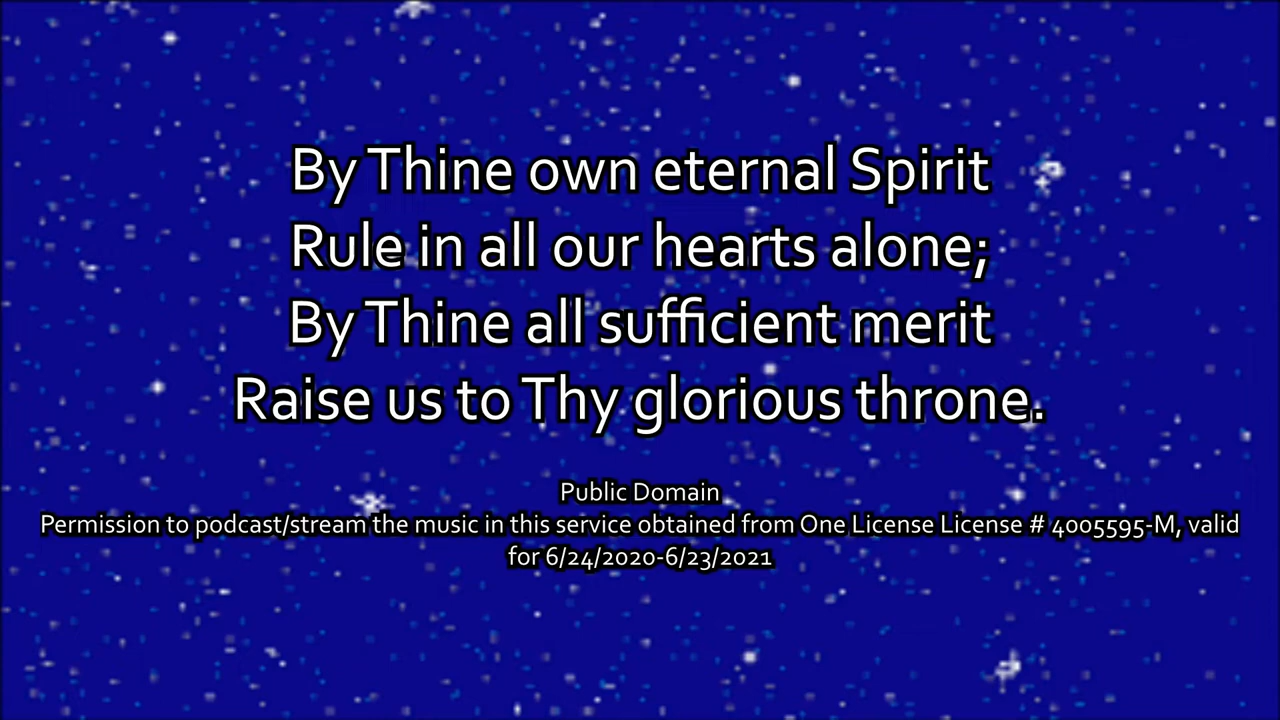 By Thine own eternal Spirit
Rule in all our hearts alone;
By Thine all sufficient merit
Raise us to Thy glorious throne.
Public Domain
Permission to podcast/stream the music in this service obtained from One License License # 4005595-M, valid
for 6/24/2020-6/23/2021